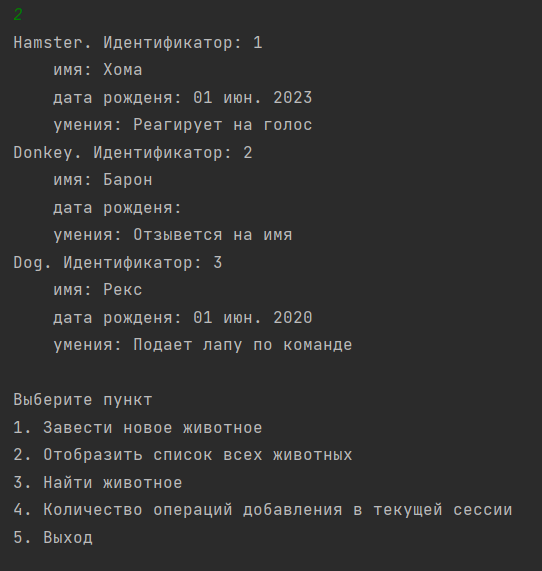 2
Hamster. Идентификатор: 1
имя: Хома
дата рожденя: 01 июн. 2023
умения: Реагирует на голос
Donkey. Идентификатор: 2
имя: Барон
дата рожденя:
умения: Отзывется на имя
Dog. Идентификатор: 3
имя: Рекс
дата рожденя: 01 июн. 2020
умения: Подает лапу по команде
Выберите пункт
1. Завести новое животное
2. Отобразить список всех животных
3. Найти животное
4. Количество операций добавления в текущей сессии
5. Выход